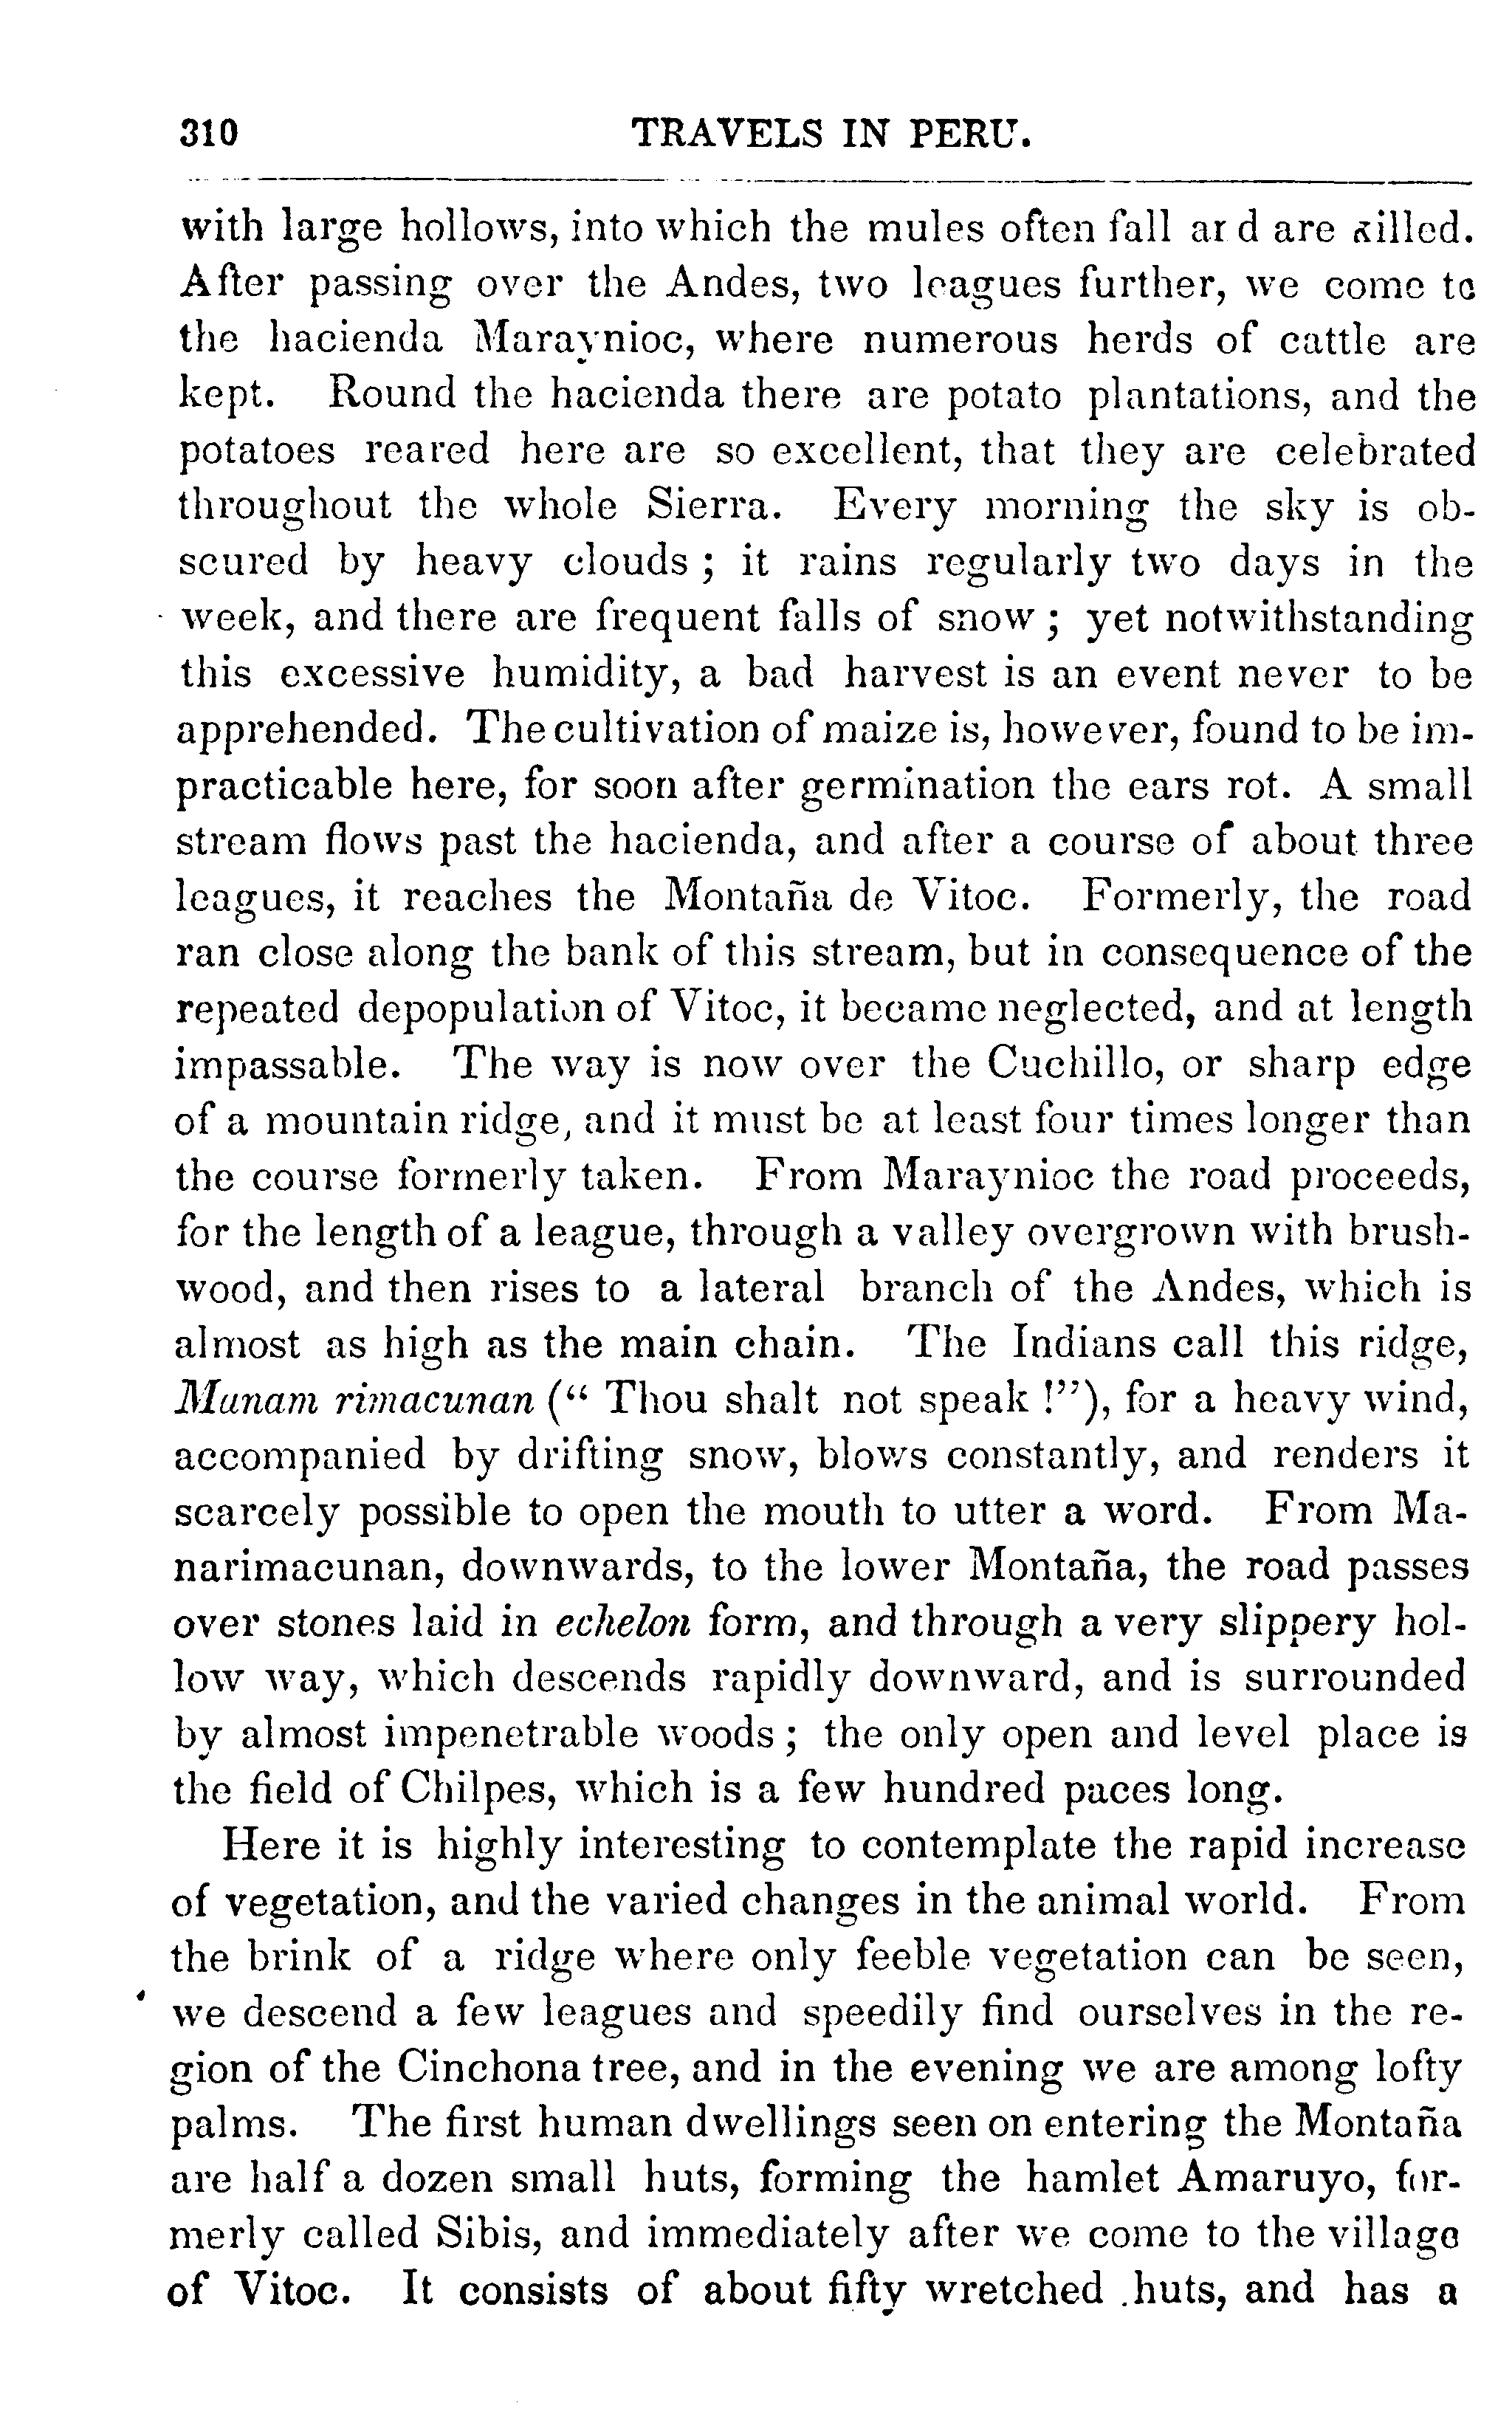 310 TRAVELS IN PERU.
with large hollows, into which the mules often fall and are killed.
After passing over the Andes, two leagues further, we come to
the hacienda Maraynioc, where numerous herds of cattle are
kept. Round the hacienda there are potato plantations, and the
potatoes reared here are so excellent, that they are celebrated
throughout the whole Sierra. Every morning the sky is ob-
scured by heavy clouds ; it rains regularly two days in the
week, and there are frequent falls of snow ; yet notwithstanding
this excessive humidity, a bad harvest is an event never to be
apprehended. The cultivation of maize is, however, found to be im-
practicable here, for soon after germination the ears rot. A small
stream flows past the hacienda, and after a course of about three
leagues, it reaches the Montaña de Vitoc. Formerly, the road
ran close along the bank of this stream, but in consequence of the
repeated depopulation of Vitoc, it became neglected, and at length
impassable. The way is now over the Cuchillo, or sharp edge
of a mountain ridge, and it must be at least four times longer than
the course formerly taken. From Maraynioc the road proceeds,
for the length of a league, through a valley overgrown with brush-
wood, and then rises to a lateral branch of the Andes, which is
almost as high as the main chain. The Indians call this ridge,
Manam rimacunan (“ Thou shalt not speak !”), for a heavy wind,
accompanied by drifting snow, blows constantly, and renders it
scarcely possible to open the mouth to utter a word. From Ma-
narimacunan, downwards, to the lower Montaña, the road passes
over stones laid in echelon form, and through a very slippery hol-
low way, which descends rapidly downward, and is surrounded
by almost impenetrable woods ; the only open and level place is
the field of Chilpes, which is a few hundred paces long.
Here it is highly interesting to contemplate the rapid increase
of vegetation, and the varied changes in the animal world. From
the brink of a ridge where only feeble vegetation can be seen,
we descend a few leagues and speedily find ourselves in the re-
gion of the Cinchona tree, and in the evening we are among lofty
palms. The first human dwellings seen on entering the Montaña
are half a dozen small huts, forming the hamlet Amaruyo, for-
merly called Sibis, and immediately after we come to the village
of Vitoc. It consists of about fifty wretched huts, and has a